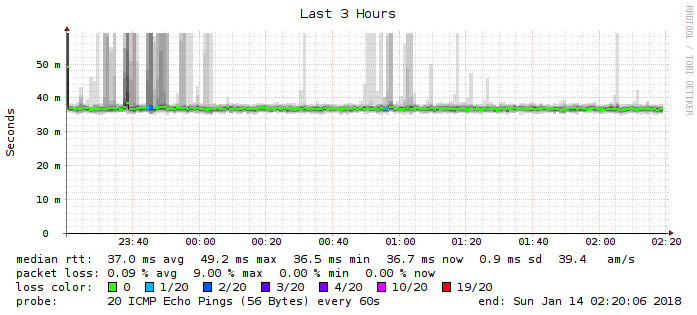 Last 3 Hours
RRDTOOL / TOBI OETIKER
Seconds
50 m
40 m
30 m
20 m
10 m
0
23:40 00:00 00:20 00:40 01:00 01:20 01:40 02:00 02:20
median rtt: 37.0 ms avg 49.2 ms max 36.5 ms min 36.7 ms now 0.9 ms sd 39.4 am/s
packet loss: 0.09 % avg 9.00 % max 0.00 % min 0.00 % now
loss color: 0 1/20 2/20 3/20 4/20 10/20 19/20
probe: 20 ICMP Echo Pings (56 Bytes) every 60s end: Sun Jan 14 02:20:06 2018